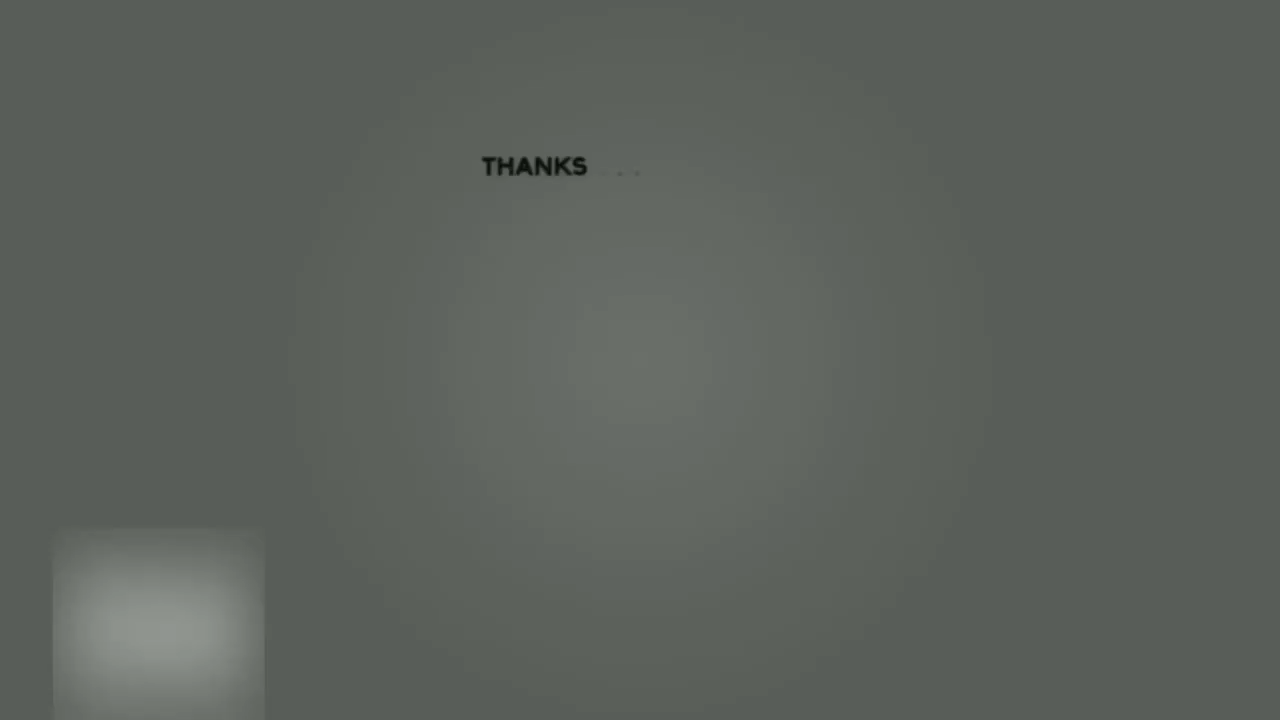 THANKS . . .